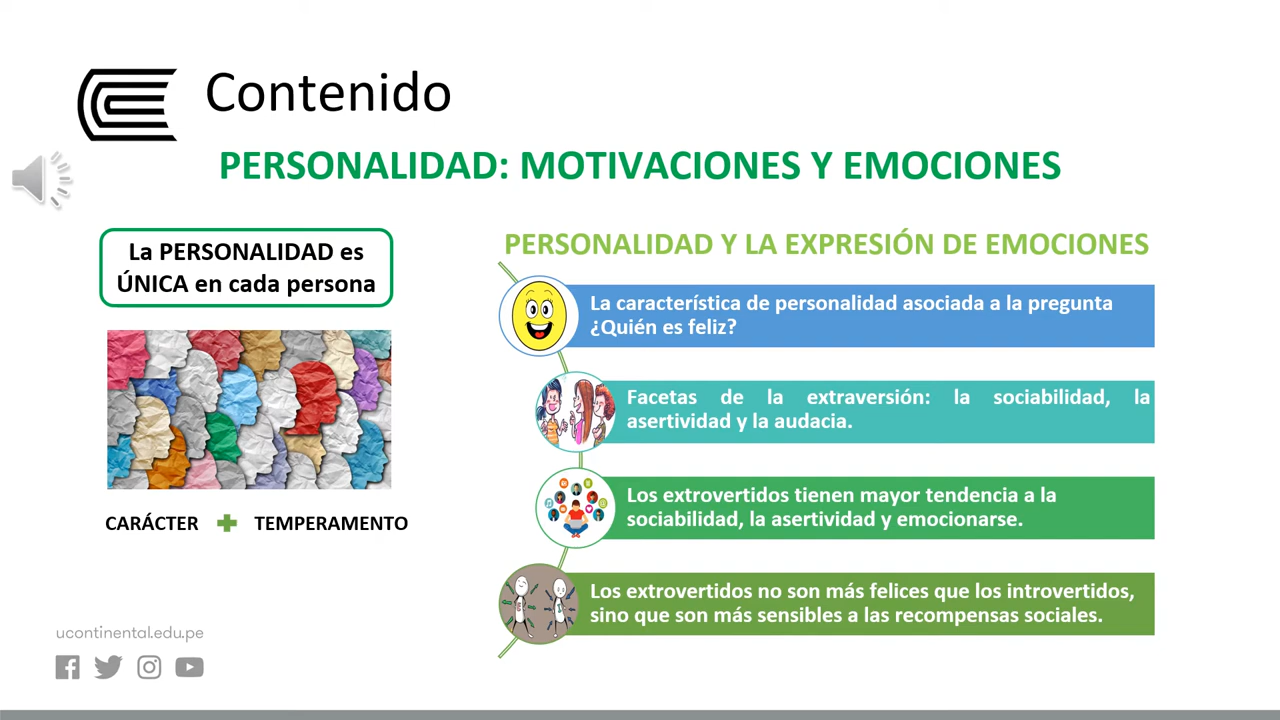 Contenido
PERSONALIDAD: MOTIVACIONES Y EMOCIONES
La PERSONALIDAD es
ÚNICA en cada persona
CARÁCTER
TEMPERAMENTO
PERSONALIDAD Y LA EXPRESIÓN DE EMOCIONES
La característica de personalidad asociada a la pregunta
¿Quién es feliz?
Facetas de la extraversión: la sociabilidad, la
asertividad y la audacia.
Los extrovertidos tienen mayor tendencia a la
sociabilidad, la asertividad y emocionarse.
Los extrovertidos no son más felices que los introvertidos,
sino que son más sensibles a las recompensas sociales.
ucontinental.edu.pe